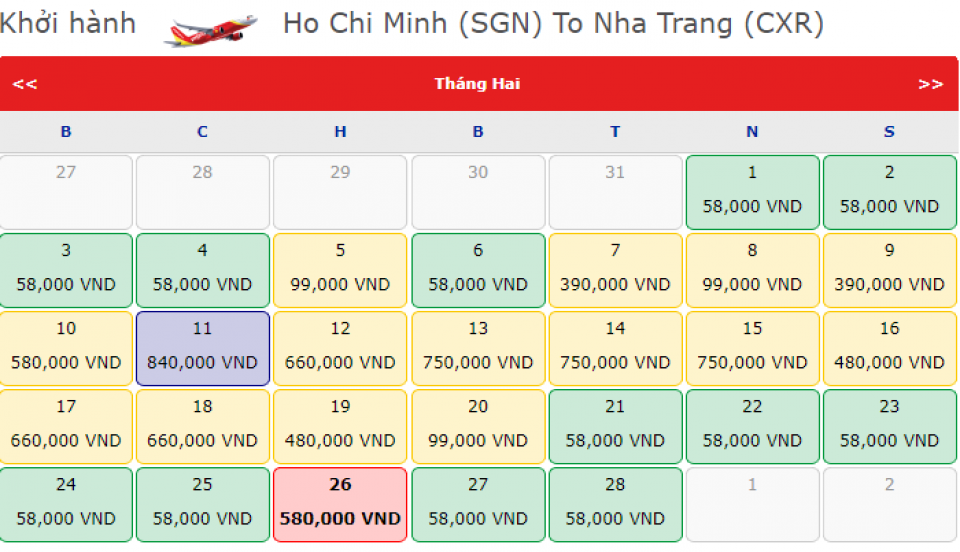 Khởi hành Ho Chi Minh (SGN) To Nha Trang (CXR)
<< Tháng Hai >>
B C H B T N S
27 28 29 30 31 1 2
58,000 VND 58,000 VND
3 4 5 6 7 8 9
58,000 VND 58,000 VND 99,000 VND 58,000 VND 390,000 VND 99,000 VND 390,000 VND
10 11 12 13 14 15 16
580,000 VND 840,000 VND 660,000 VND 750,000 VND 750,000 VND 750,000 VND 480,000 VND
17 18 19 20 21 22 23
660,000 VND 660,000 VND 480,000 VND 99,000 VND 58,000 VND 58,000 VND 58,000 VND
24 25 26 27 28 1 2
58,000 VND 58,000 VND 580,000 VND 58,000 VND 58,000 VND